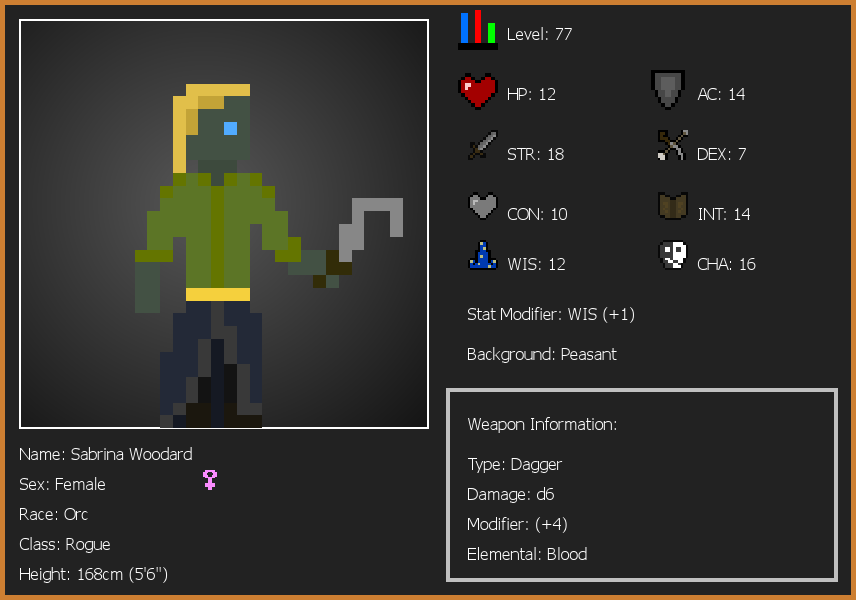 Level: 77
HP: 12
AC: 14
STR: 18
DEX: 7
CON: 10
INT: 14
WIS: 12
CHA: 16
Stat Modifier: WIS (+1)
Background: Peasant
Weapon Information:
Type: Dagger
Damage: d6
Modifier: (+4)
Elemental: Blood
Name: Sabrina Woodard
Sex: Female
Race: Orc
Class: Rogue
Height: 168cm (5'6")